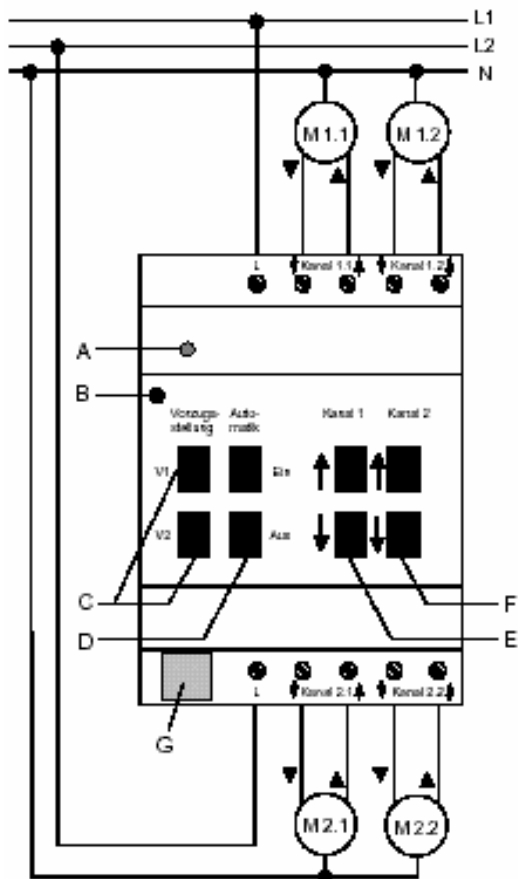 L1
L2
N
M 1.1 M 1.2
L Kanal 1.1 Kanal 1.2
A
B
Vorzugs- Auto- Kanal 1 Kanal 2
stellung matik
V1 Ein
V2 Aus
C F
D E
L Kanal 2.1 Kanal 2.2
G
M 2.1 M 2.2